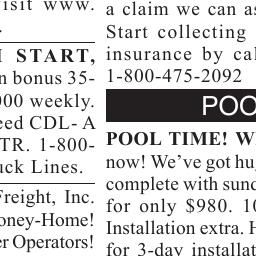 isit www.
START,
bonus 35-
000 weekly.
eed CDL- A
TR. 1-800-
uck Lines.
Freight, Inc.
oney-Home!
er Operators!
a claim we can as
Start collecting
insurance by cal
1-800-475-2092
POO
POOL TIME! W
now! We've got hug
complete with sund
for only $980. 10
Installation extra. H
for 3-day installat